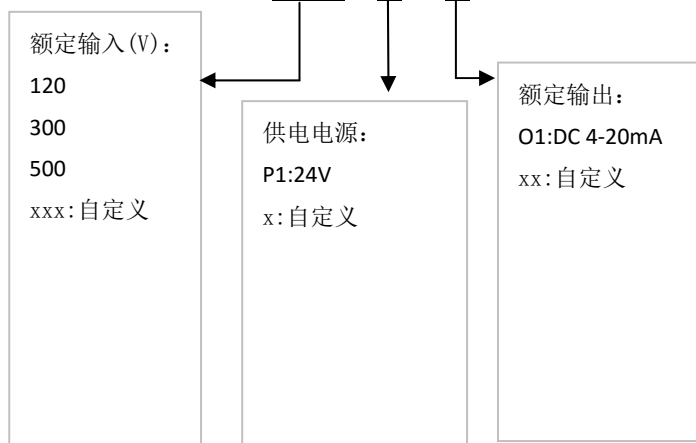 额定输入(V):
120
300
500
xxx:自定义
供电电源:
P1:24V
x:自定义
额定输出:
O1:DC 4-20mA
xx:自定义